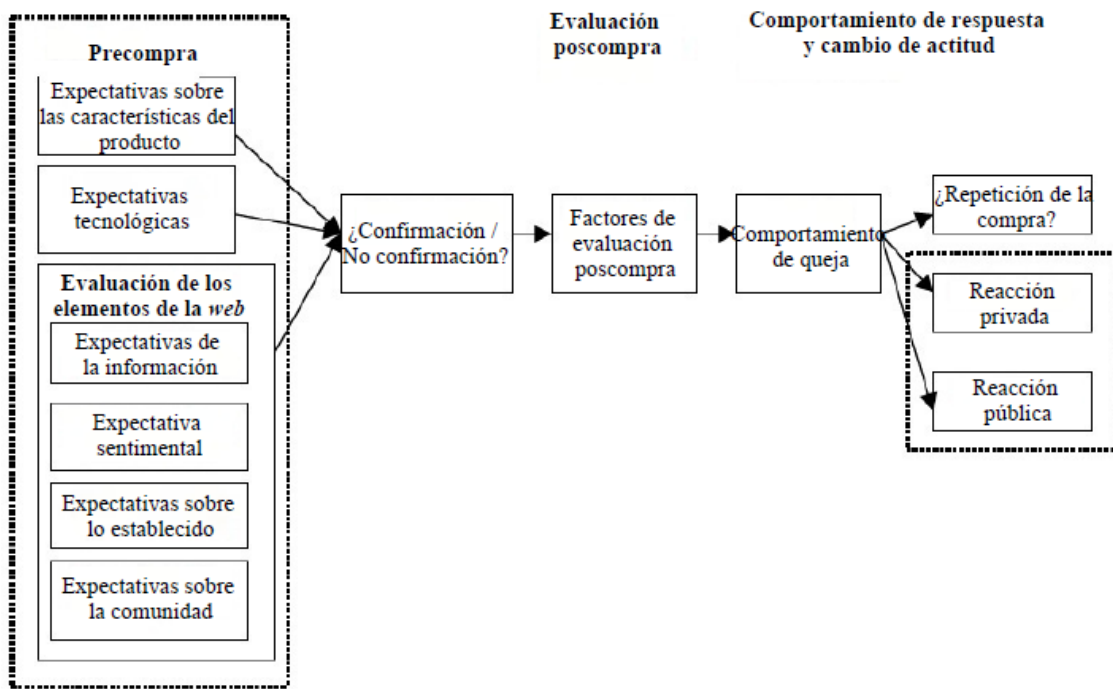 Evaluación
poscompra
Comportamiento de respuesta
y cambio de actitud
Precompra
Expectativas sobre
las características del
producto
Expectativas
tecnológicas
Evaluación de los
elementos de la web
Expectativas de
la información
Expectativa
sentimental
Expectativas sobre
lo establecido
Expectativas sobre
la comunidad
¿Confirmación /
No confirmación?
Factores de
evaluación
poscompra
Comportamiento
de queja
¿Repetición de la
compra?
Reacción
privada
Reacción
pública